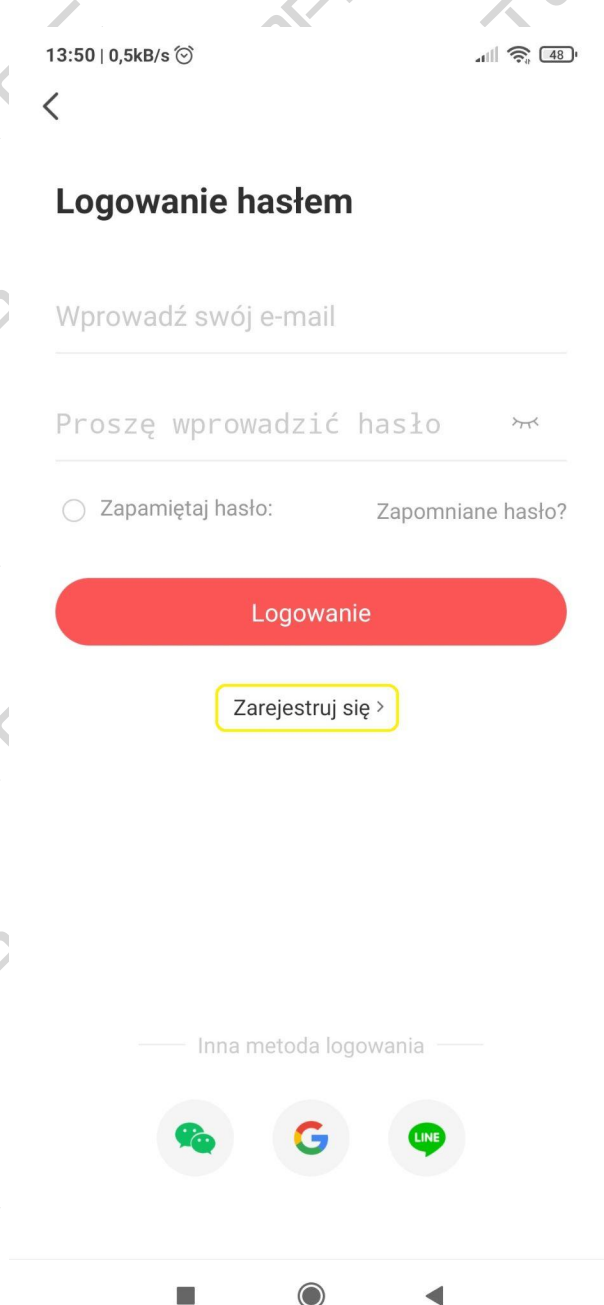 13:50 | 0,5kB/s
48
Logowanie hasłem
Wprowadź swój e-mail
Proszę wprowadzić hasło
Zapamiętaj hasło:
Zapomniane hasło?
Logowanie
Zarejestruj się >
Inna metoda logowania
LINE